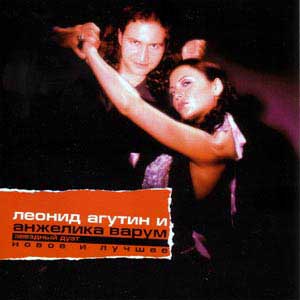 леонид агутин и
анжелика варум
звездный дуэт
новое и лучшее